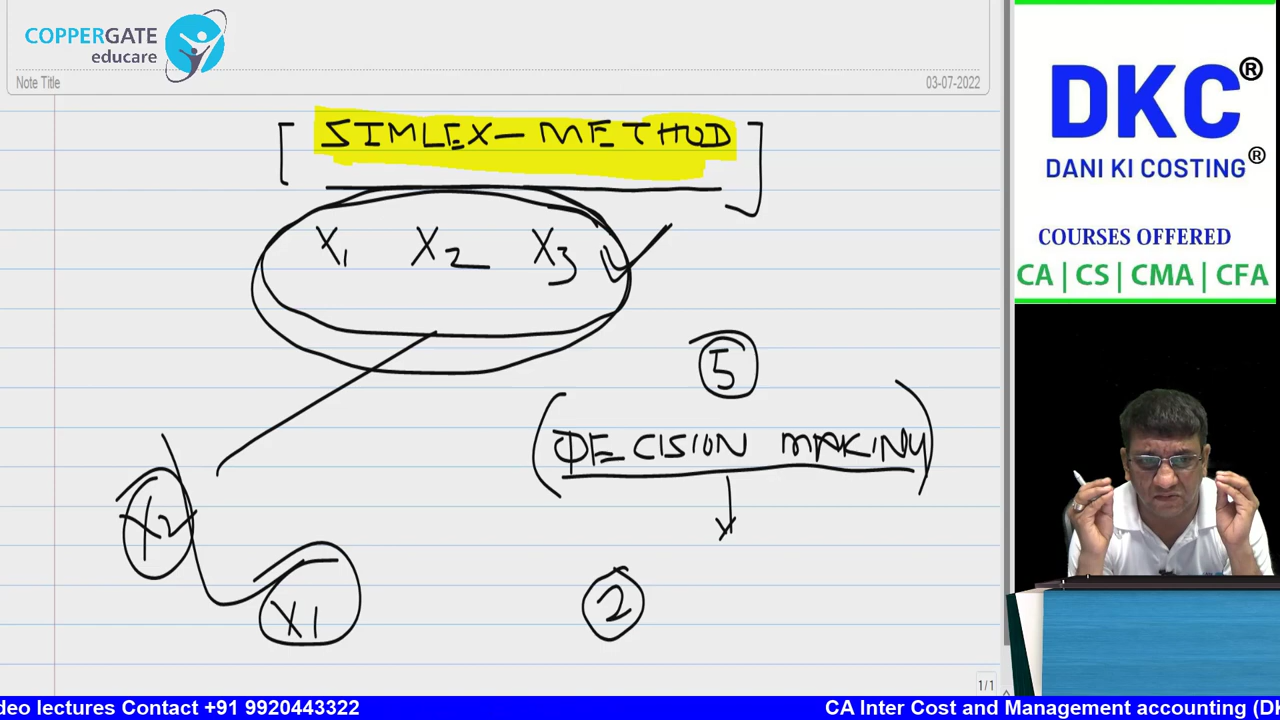 COPPERGATE
educare
Note Title
03-07-2022
[ SIMLEX-METHOD ]
X1 X2 X3
5
(DECISION MAKINY)
X2
X1
2
1/1
DKC®
DANI KI COSTING®
COURSES OFFERED
CA | CS | CMA | CFA
deo lectures Contact +91 9920443322
CA Inter Cost and Management accounting (D